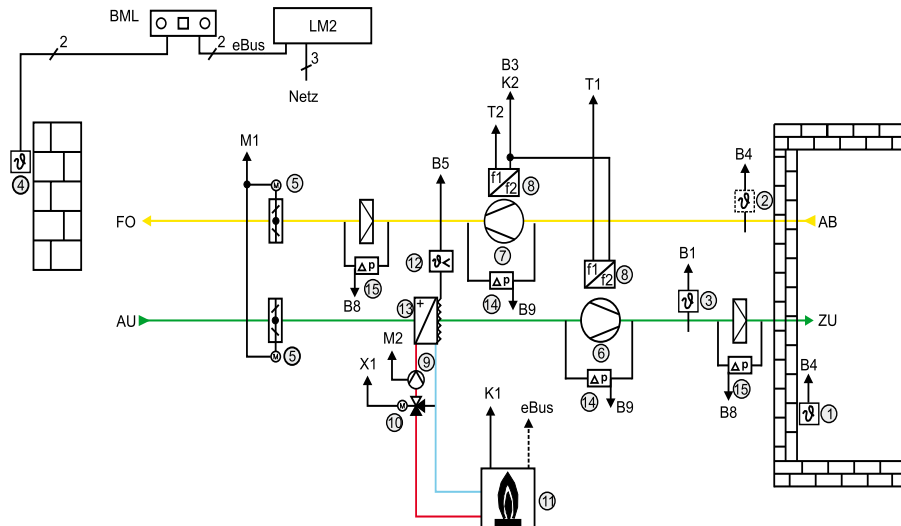 BML
LM2
2
2
eBus
3
Netz
B3
K2
T1
T2
M1
B5
B4
ϑ
4
M
5
f1
f2
8
ϑ
2
FO
AB
7
B1
ϑ <
12
Δ p
15
B8
Δ p
14
B9
f1
f2
8
ϑ
3
13
+
AU
ZU
M
5
M2
9
6
X1
Δ p
14
B9
Δ p
15
B8
B4
ϑ
1
M
10
K1
eBus
11